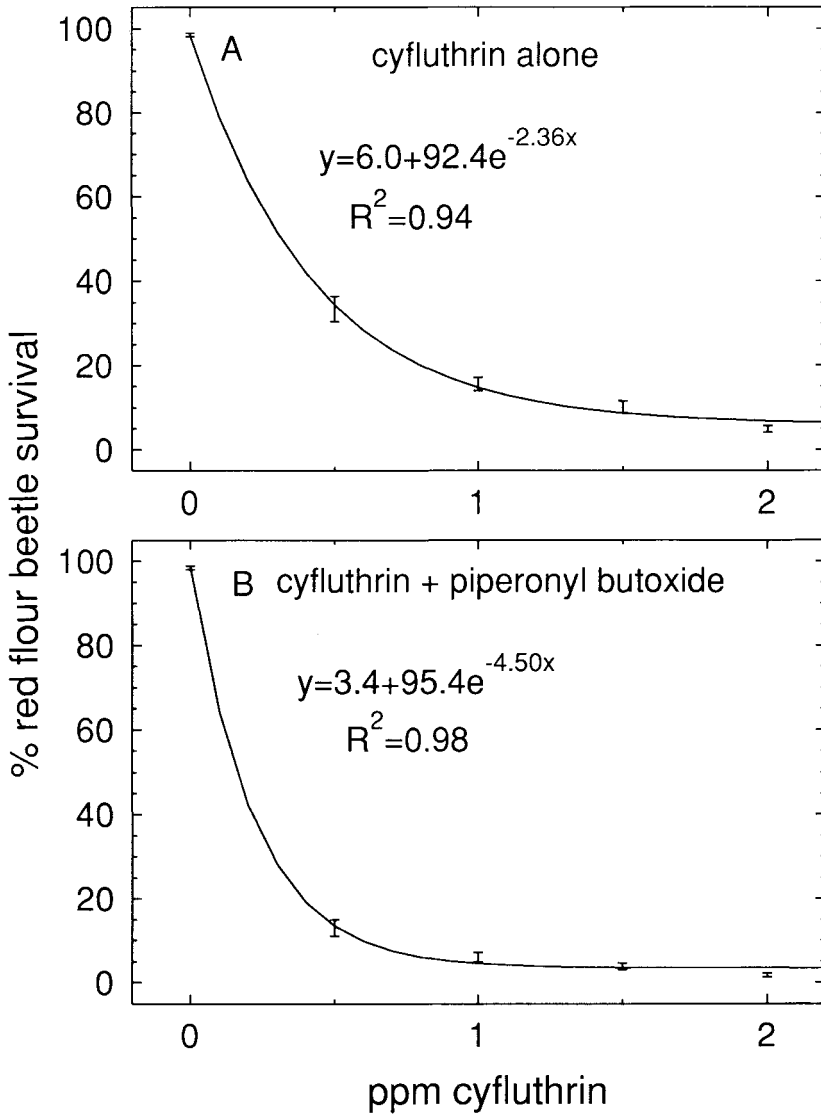 % red flour beetle survival
A cyfluthrin alone
y=6.0+92.4e^-2.36x
R^2=0.94
100
80
60
40
20
0
0 1 2
B cyfluthrin + piperonyl butoxide
y=3.4+95.4e^-4.50x
R^2=0.98
100
80
60
40
20
0
0 1 2
ppm cyfluthrin